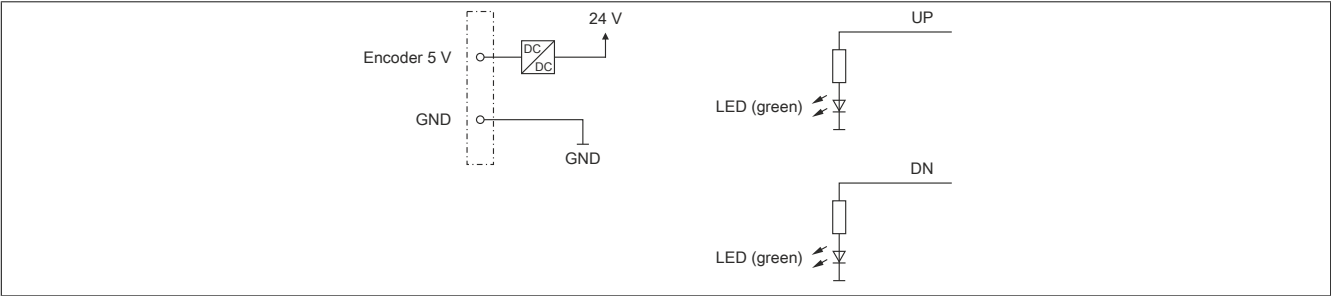 24 V
Encoder 5 V
DC
DC
GND
GND
UP
LED (green)
DN
LED (green)